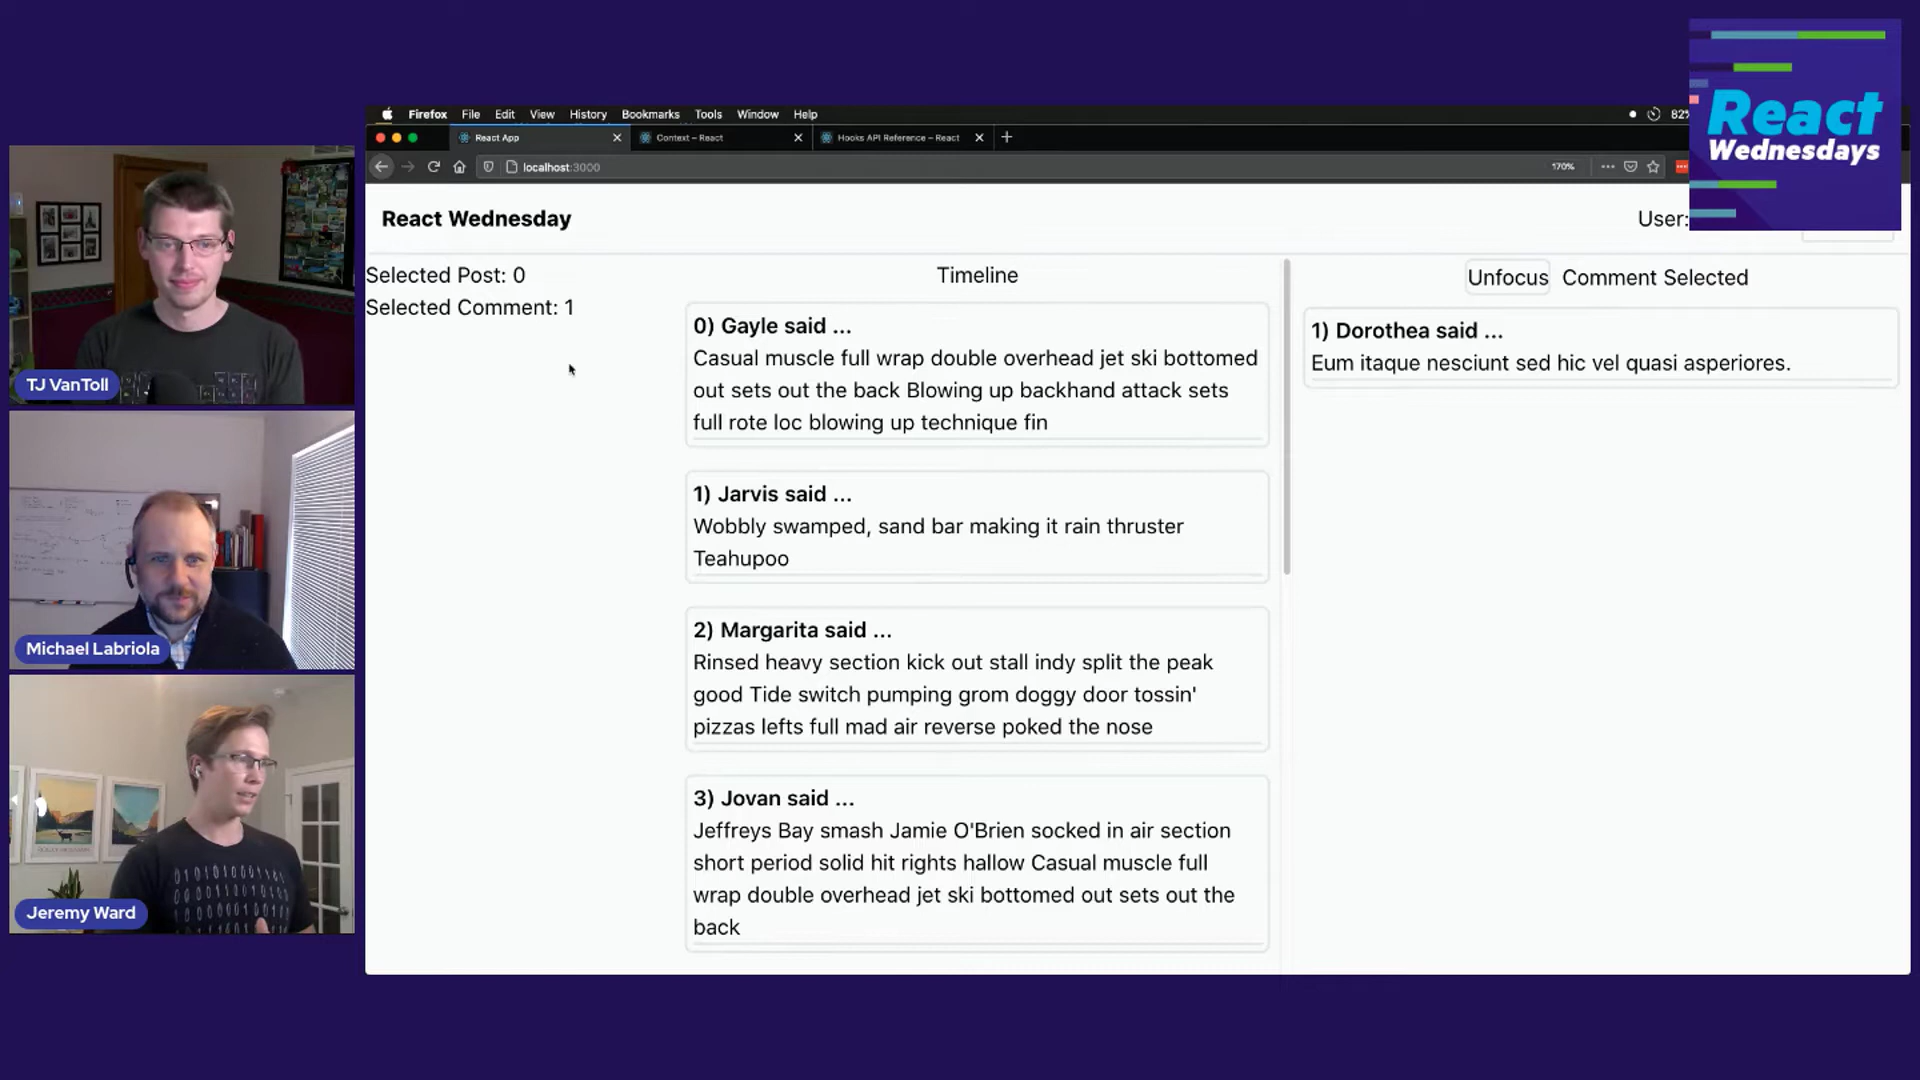 React
Wednesdays
Firefox File Edit View History Bookmarks Tools Window Help
82%
React App
Context – React
Hooks API Reference – React
localhost:3000
170%
React Wednesday
User:
Selected Post: 0
Selected Comment: 1
Timeline
0) Gayle said ...
Casual muscle full wrap double overhead jet ski bottomed
out sets out the back Blowing up backhand attack sets
full rote loc blowing up technique fin
1) Jarvis said ...
Wobbly swamped, sand bar making it rain thruster
Teahupoo
2) Margarita said ...
Rinsed heavy section kick out stall indy split the peak
good Tide switch pumping grom doggy door tossin'
pizzas lefts full mad air reverse poked the nose
3) Jovan said ...
Jeffreys Bay smash Jamie O'Brien socked in air section
short period solid hit rights hallow Casual muscle full
wrap double overhead jet ski bottomed out sets out the
back
Unfocus Comment Selected
1) Dorothea said ...
Eum itaque nesciunt sed hic vel quasi asperiores.
TJ VanToll
Michael Labriola
Jeremy Ward